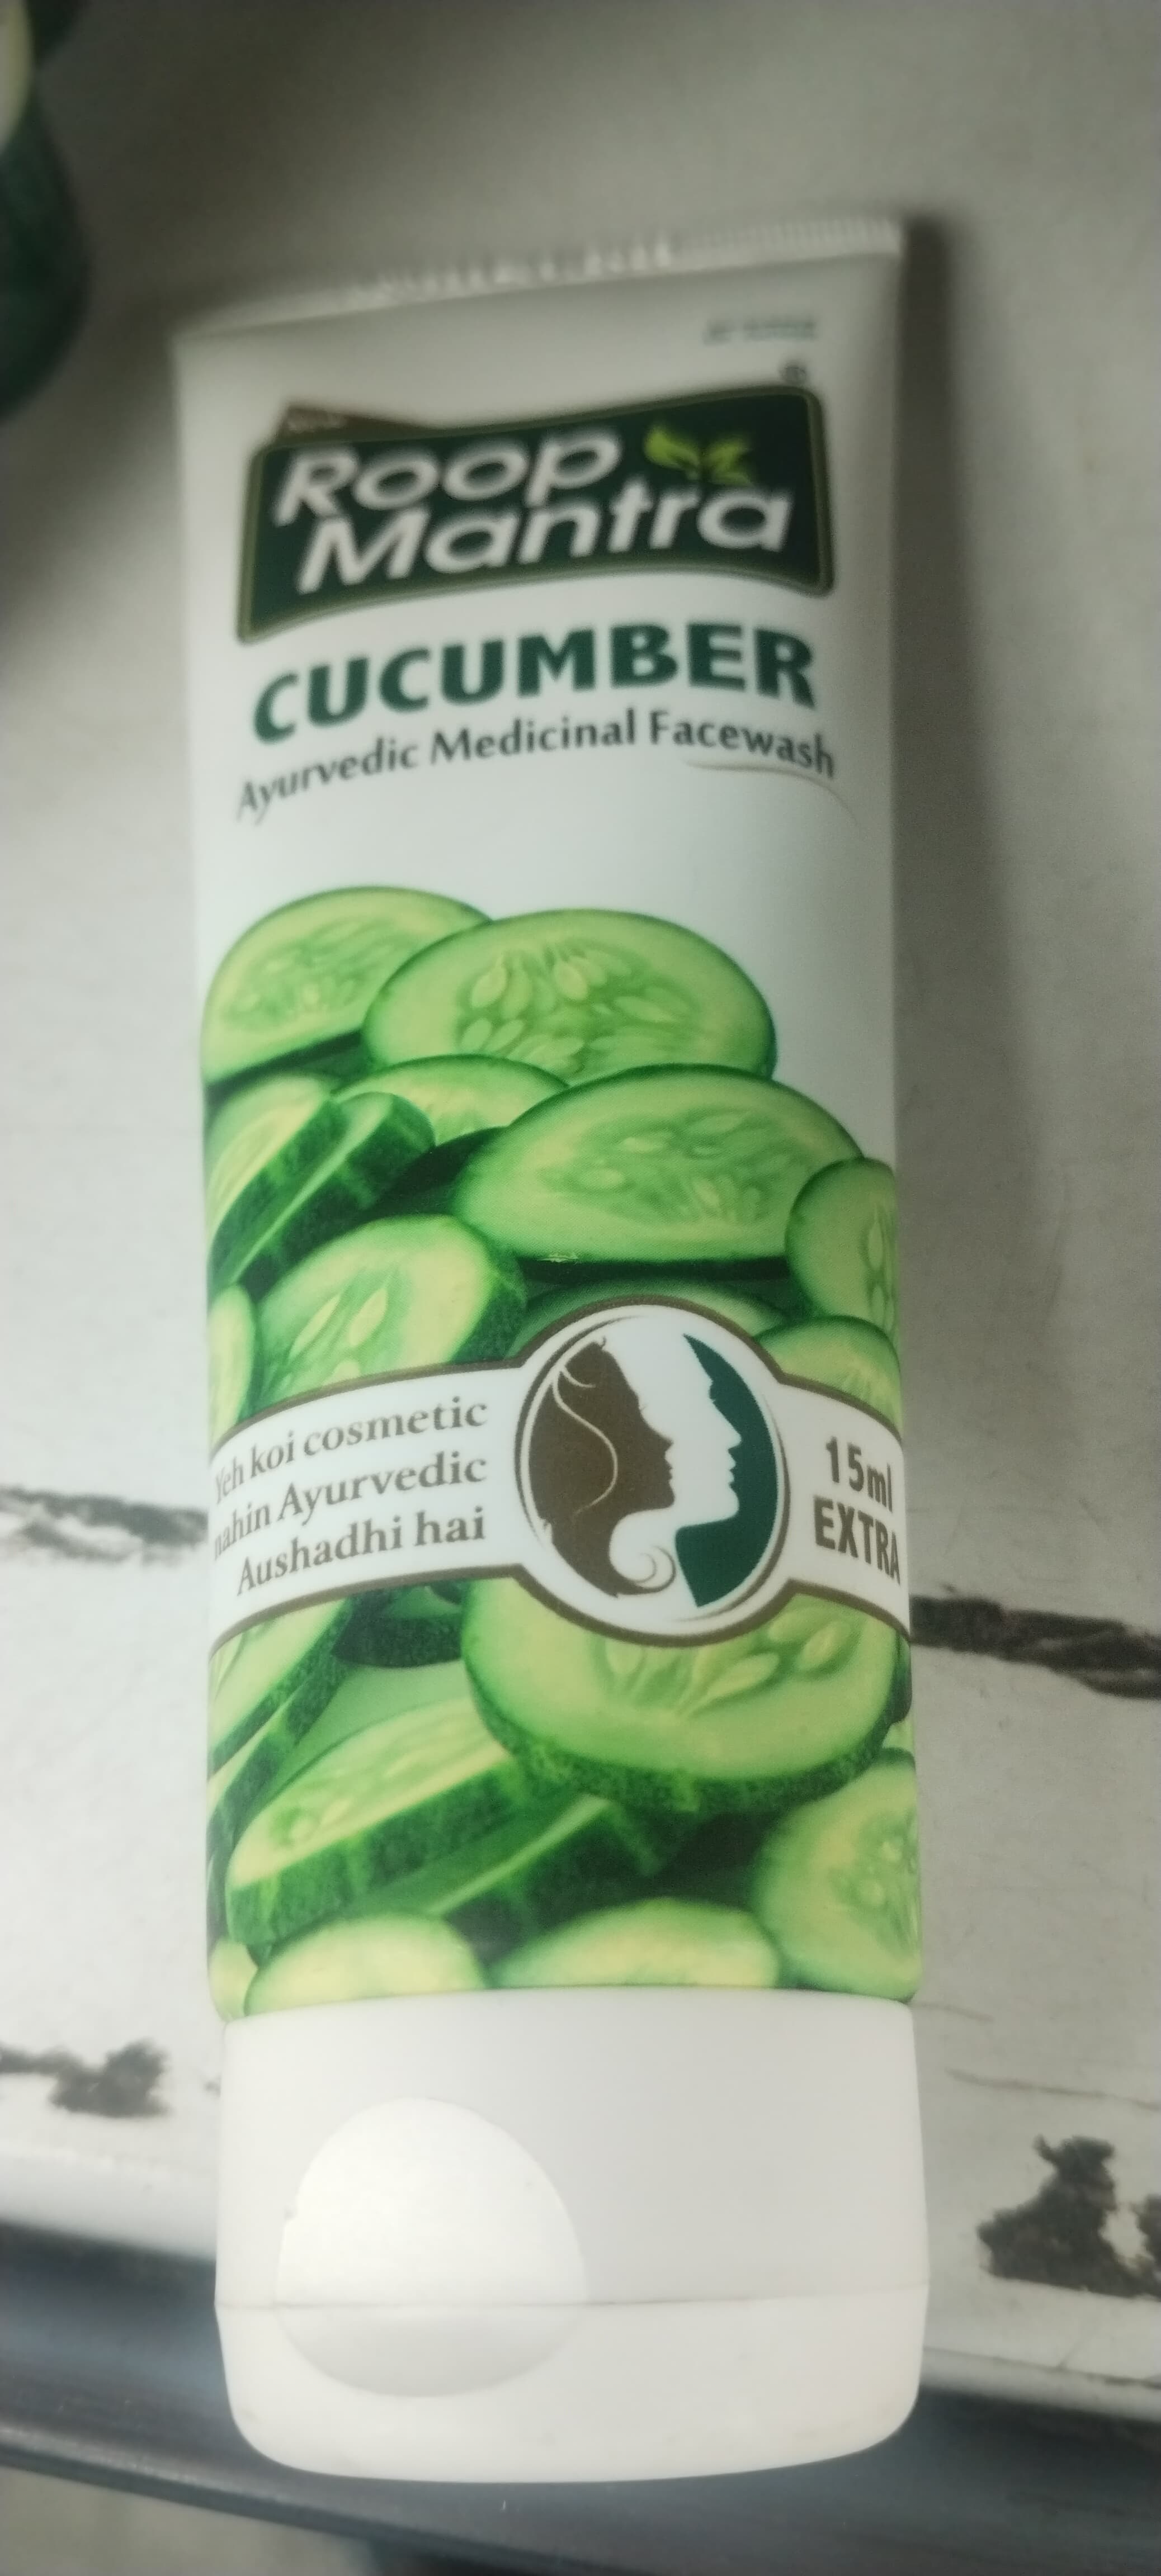 ®
Roop
Mantra
CUCUMBER
Ayurvedic Medicinal Facewash
Yeh koi cosmetic
nahin Ayurvedic
Aushadhi hai
15ml
EXTRA